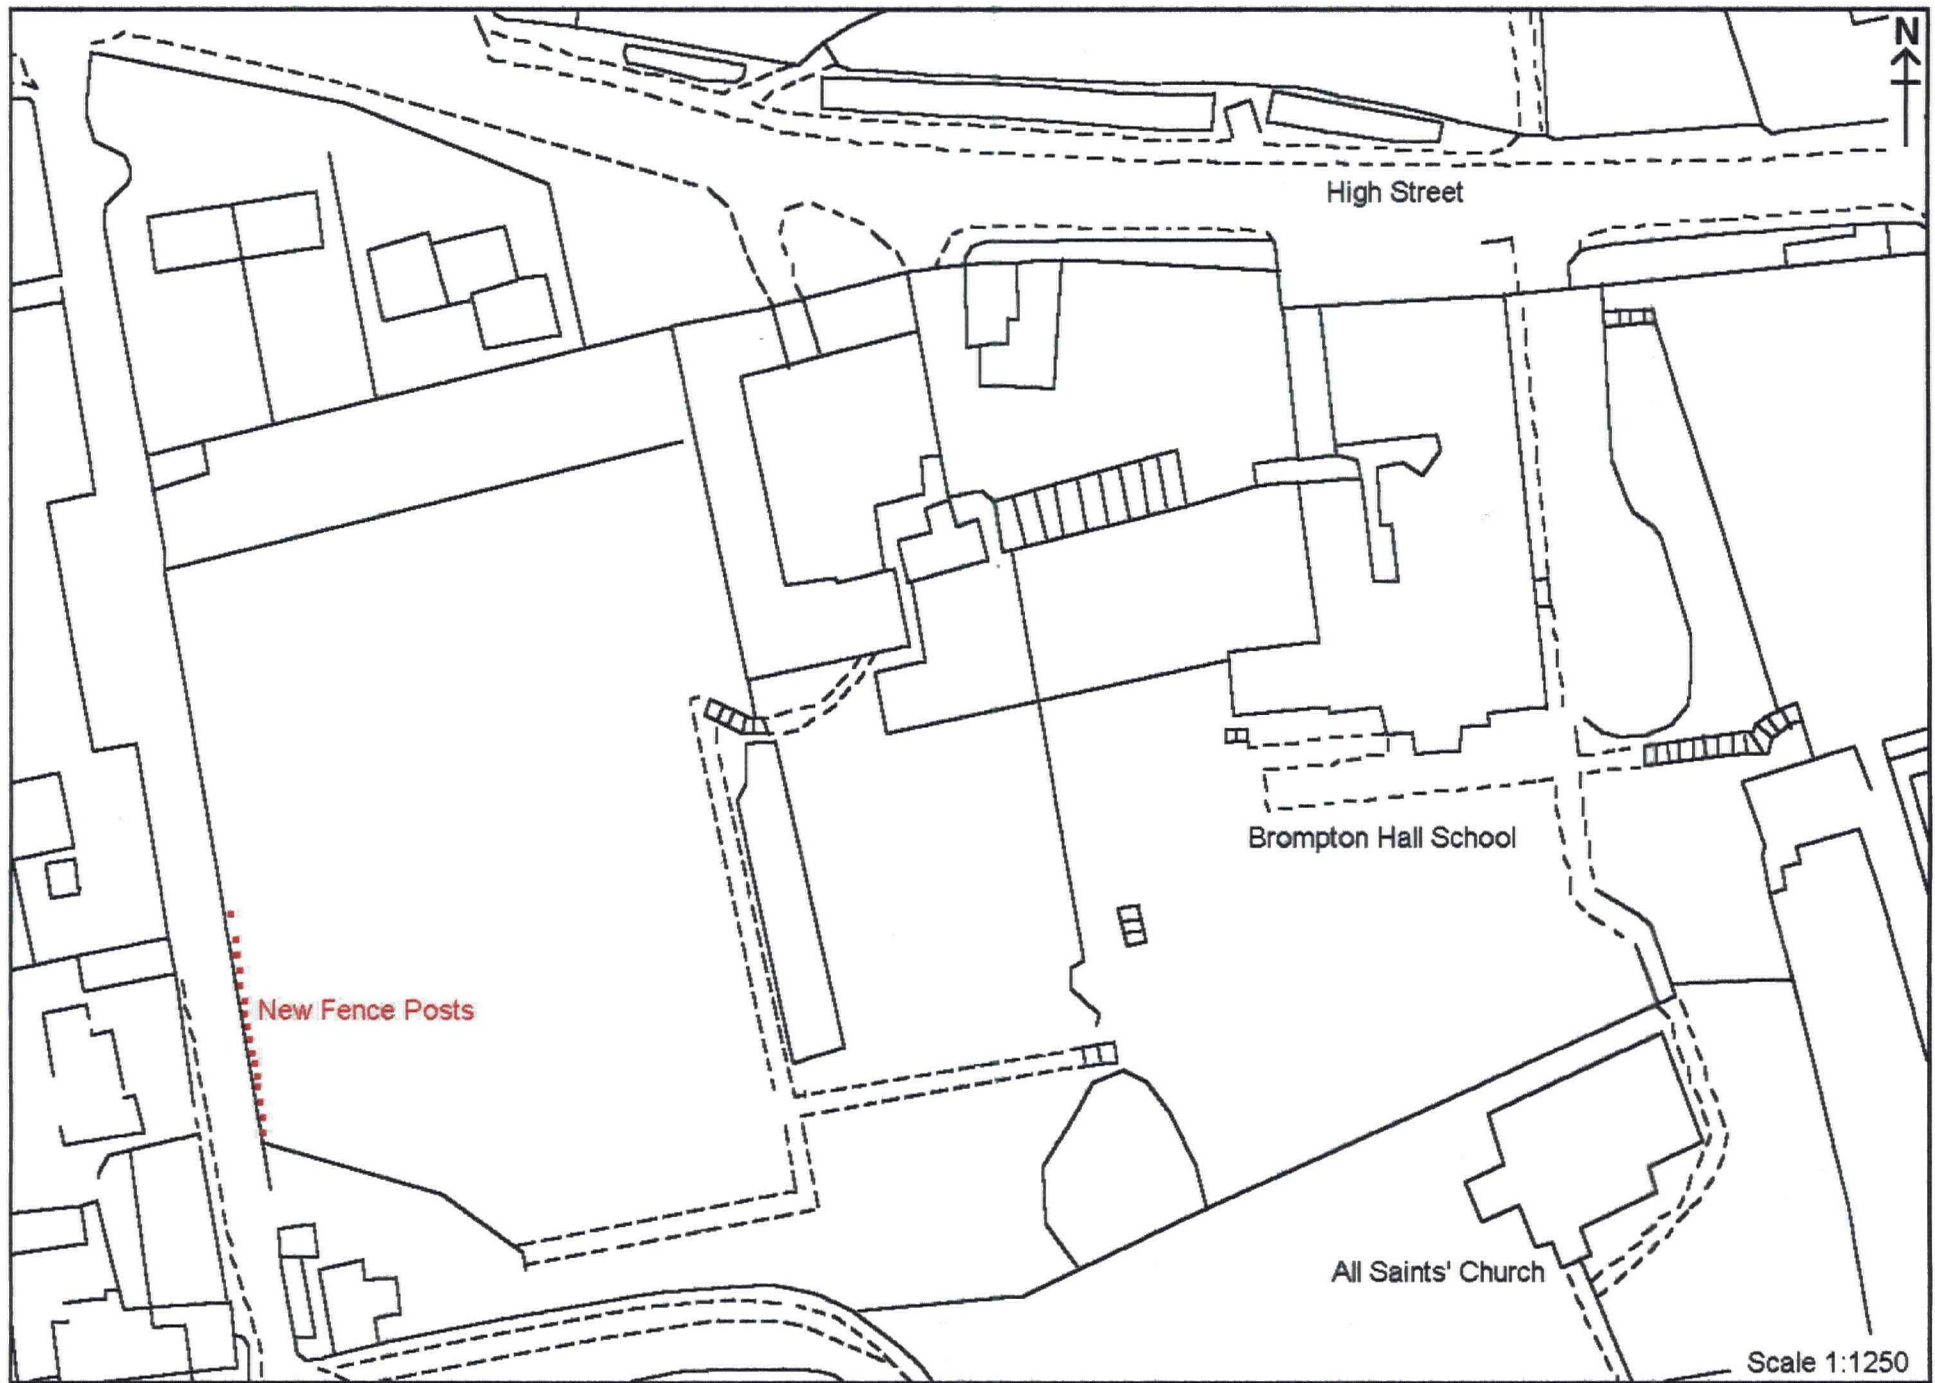 N
High Street
Brompton Hall School
New Fence Posts
All Saints' Church
Scale 1:1250